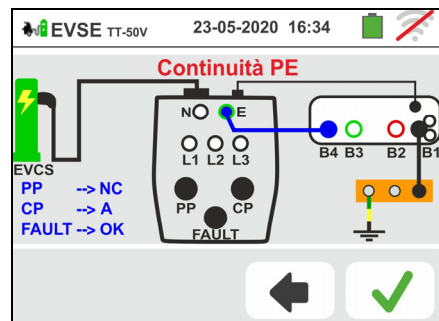 EVSE TT-50V 23-05-2020 16:34
Continuità PE
N E
L1 L2 L3
B4 B3 B2 B1
EVCS
PP --> NC
CP --> A
FAULT --> OK
PP CP
FAULT